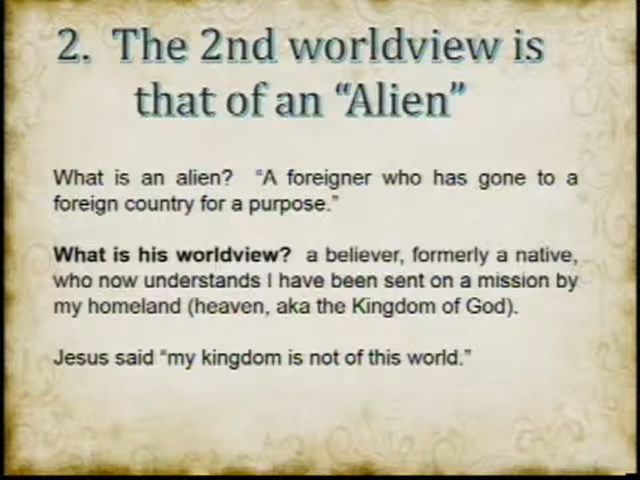 2. The 2nd worldview is
that of an “Alien”
What is an alien? “A foreigner who has gone to a
foreign country for a purpose.”
What is his worldview? a believer, formerly a native,
who now understands I have been sent on a mission by
my homeland (heaven, aka the Kingdom of God).
Jesus said “my kingdom is not of this world.”